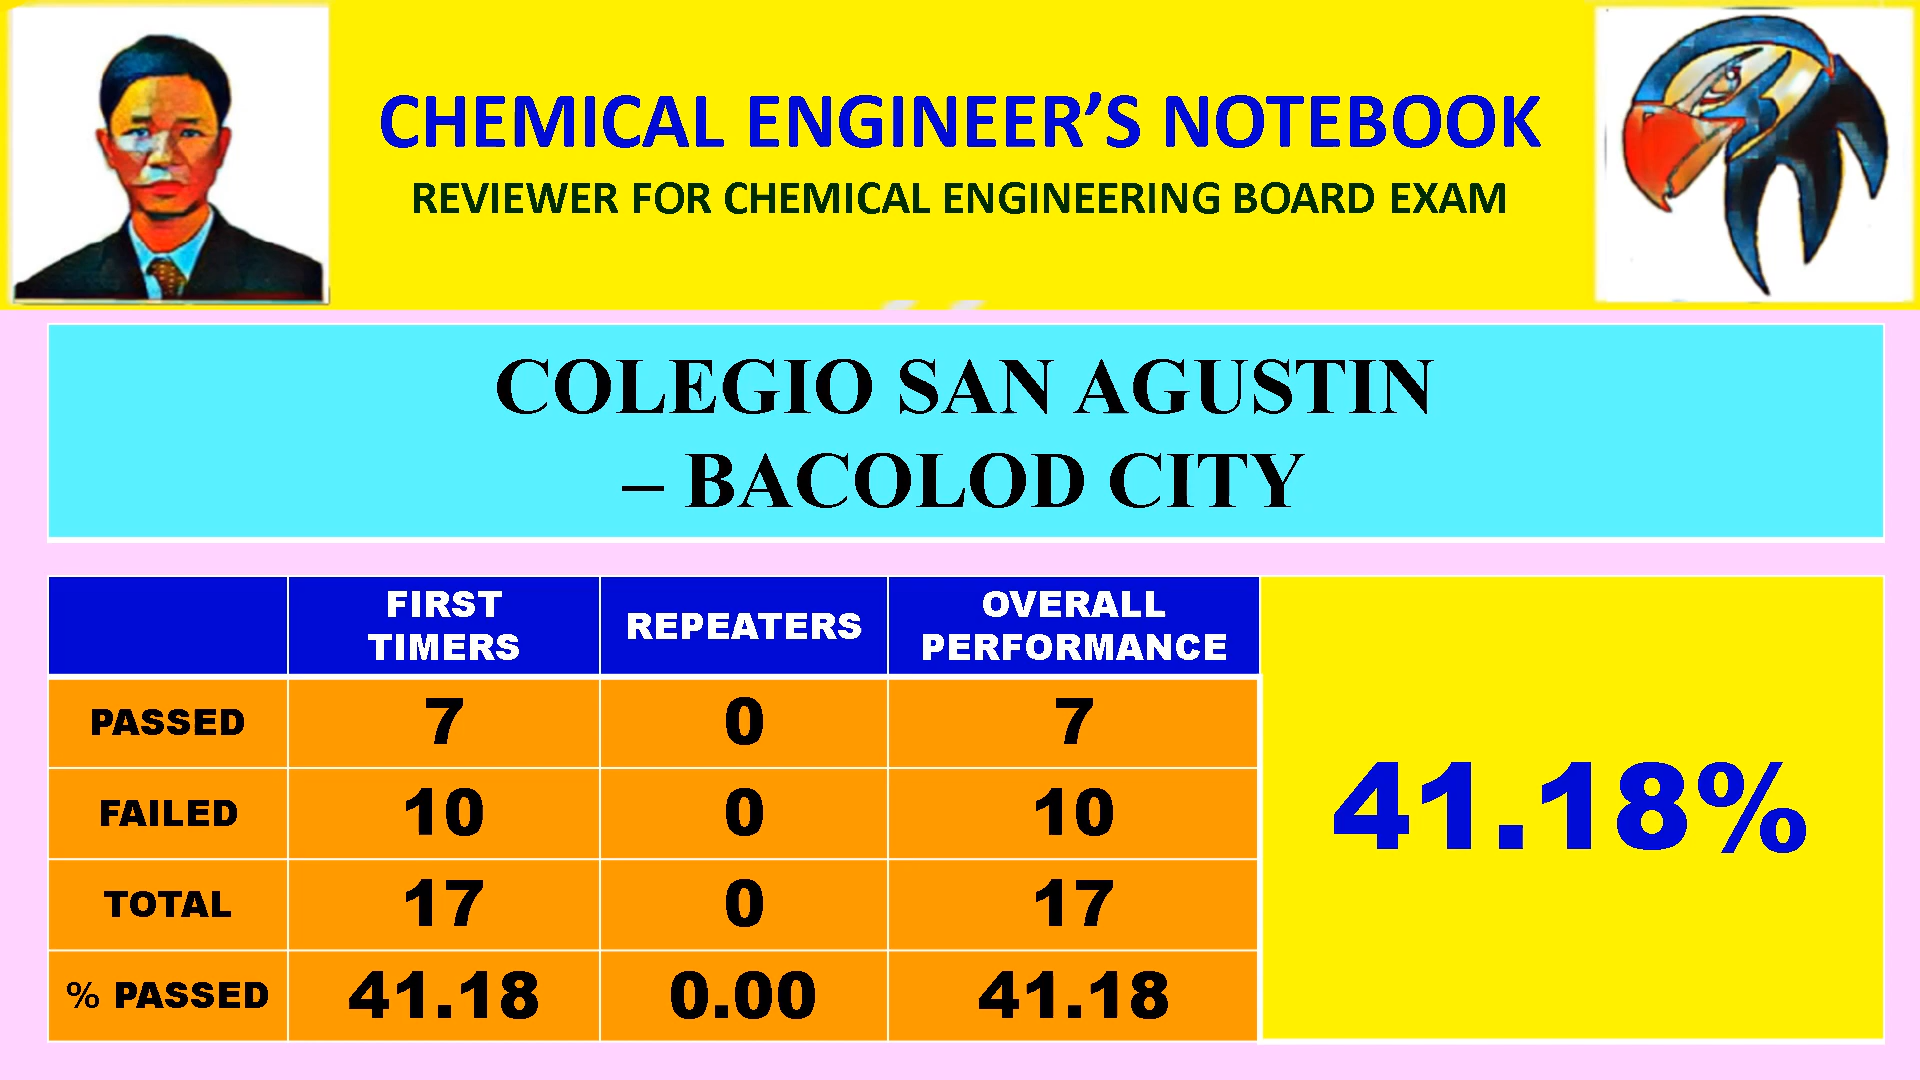 CHEMICAL ENGINEER’S NOTEBOOK
REVIEWER FOR CHEMICAL ENGINEERING BOARD EXAM
COLEGIO SAN AGUSTIN
– BACOLOD CITY
FIRST TIMERS REPEATERS OVERALL PERFORMANCE
PASSED 7 0 7
FAILED 10 0 10
TOTAL 17 0 17
% PASSED 41.18 0.00 41.18
41.18%